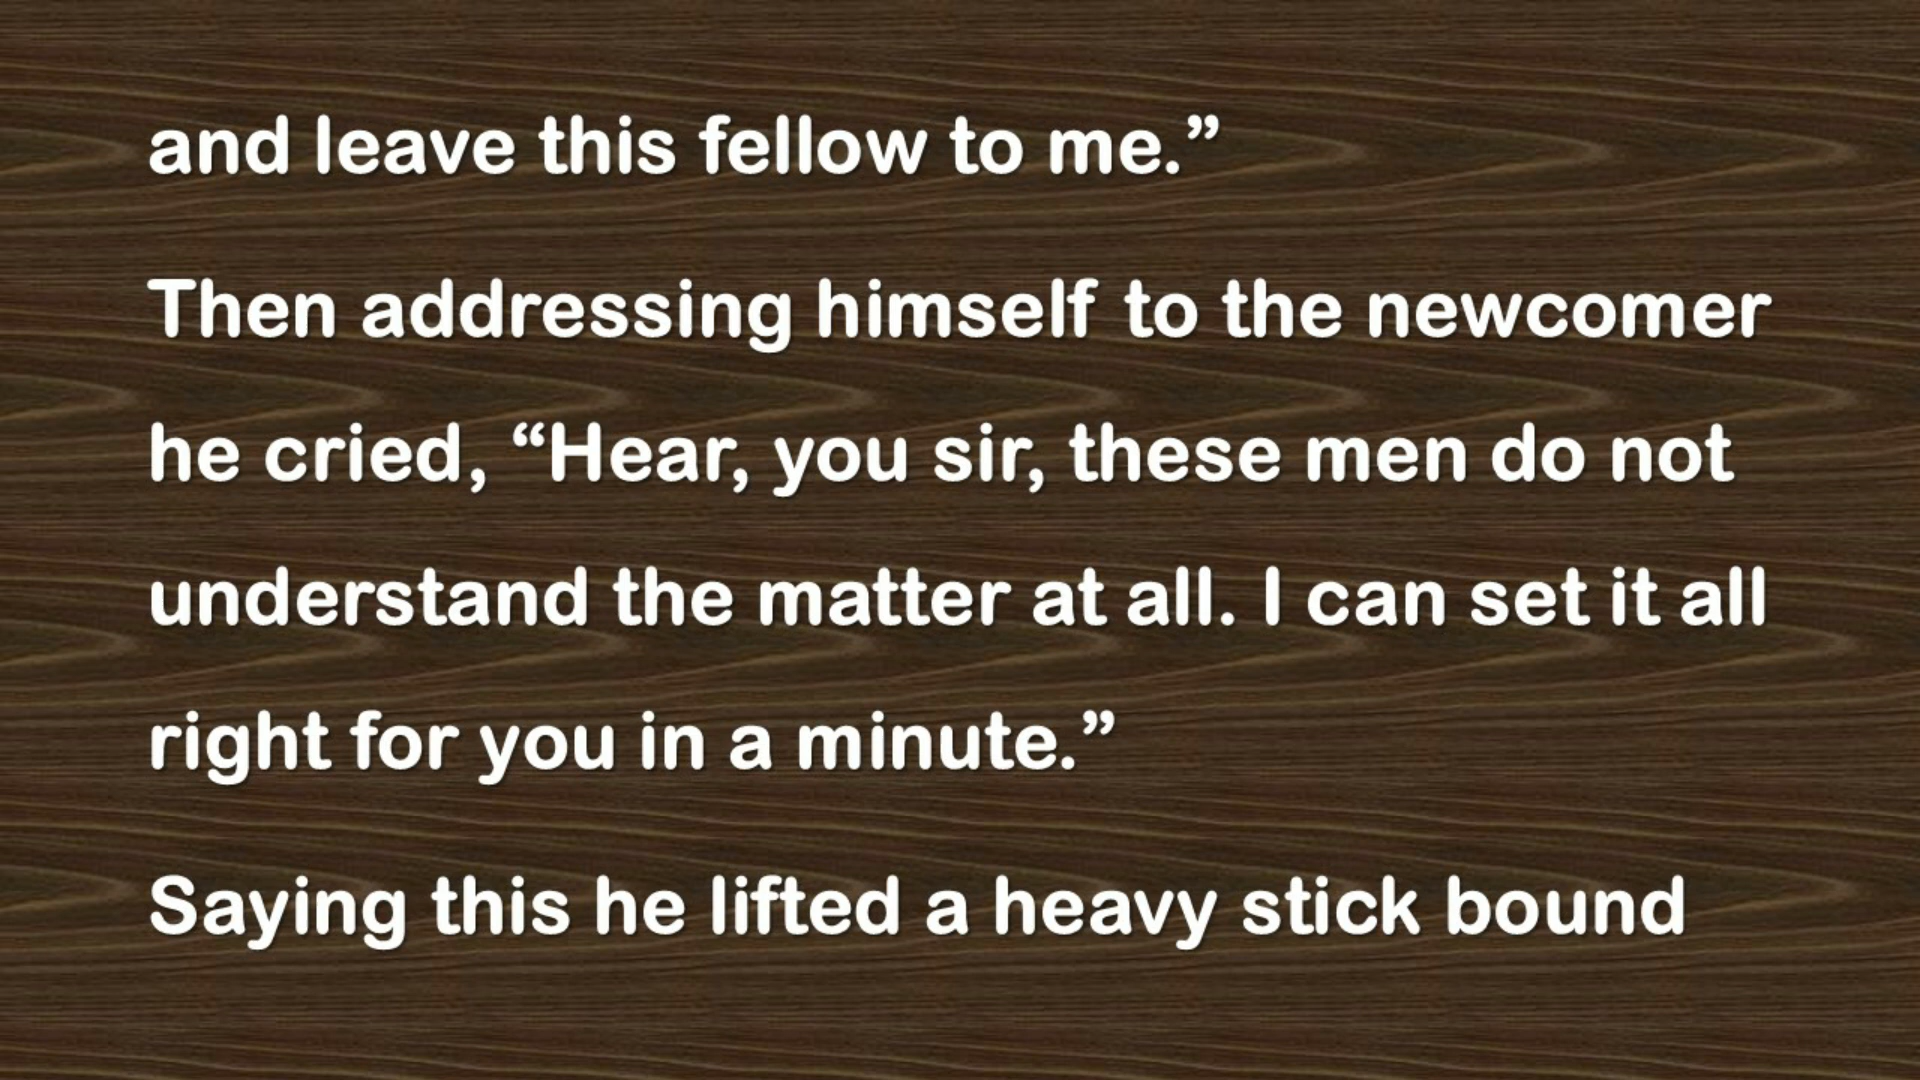 and leave this fellow to me.”
Then addressing himself to the newcomer
he cried, “Hear, you sir, these men do not
understand the matter at all. I can set it all
right for you in a minute.”
Saying this he lifted a heavy stick bound